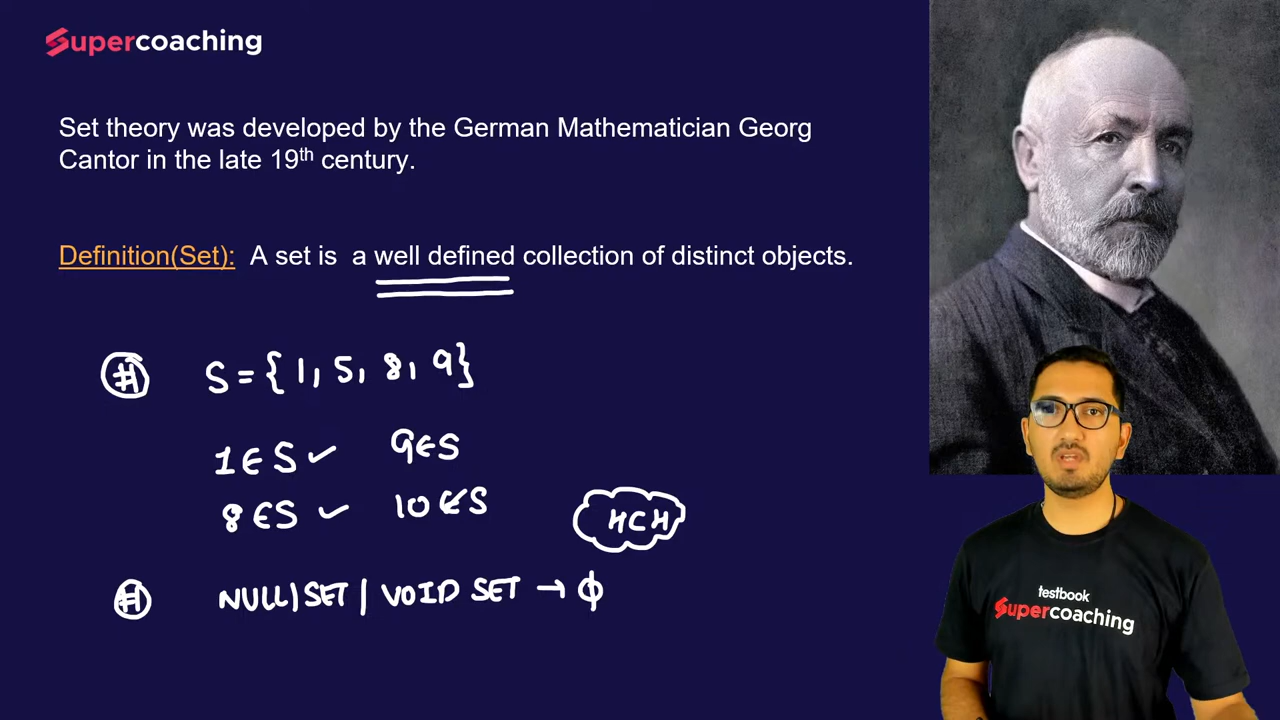 Supercoaching
Set theory was developed by the German Mathematician Georg
Cantor in the late 19th century.
Definition(Set): A set is a well defined collection of distinct objects.
# S = { 1, 5, 8, 9}
1 ∈ S ✓ 9 ∈ S
8 ∈ S ✓ 10 ∉ S
HCH
# NULL|SET | VOID SET → ϕ
testbook
Supercoaching